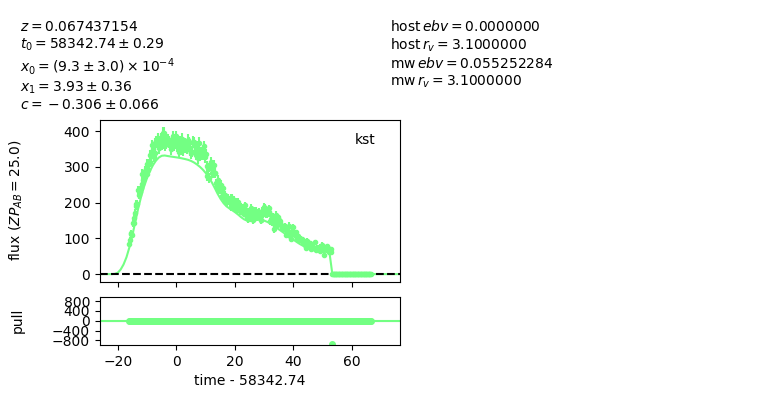 z = 0.067437154
t₀ = 58342.74 ± 0.29
x₀ = (9.3 ± 3.0) × 10⁻⁴
x₁ = 3.93 ± 0.36
c = −0.306 ± 0.066
host ebv = 0.0000000
host r_v = 3.1000000
mw ebv = 0.055252284
mw r_v = 3.1000000
kst
flux (ZP_AB = 25.0)
400
300
200
100
0
pull
800
400
0
−400
−800
−20 0 20 40 60
time - 58342.74